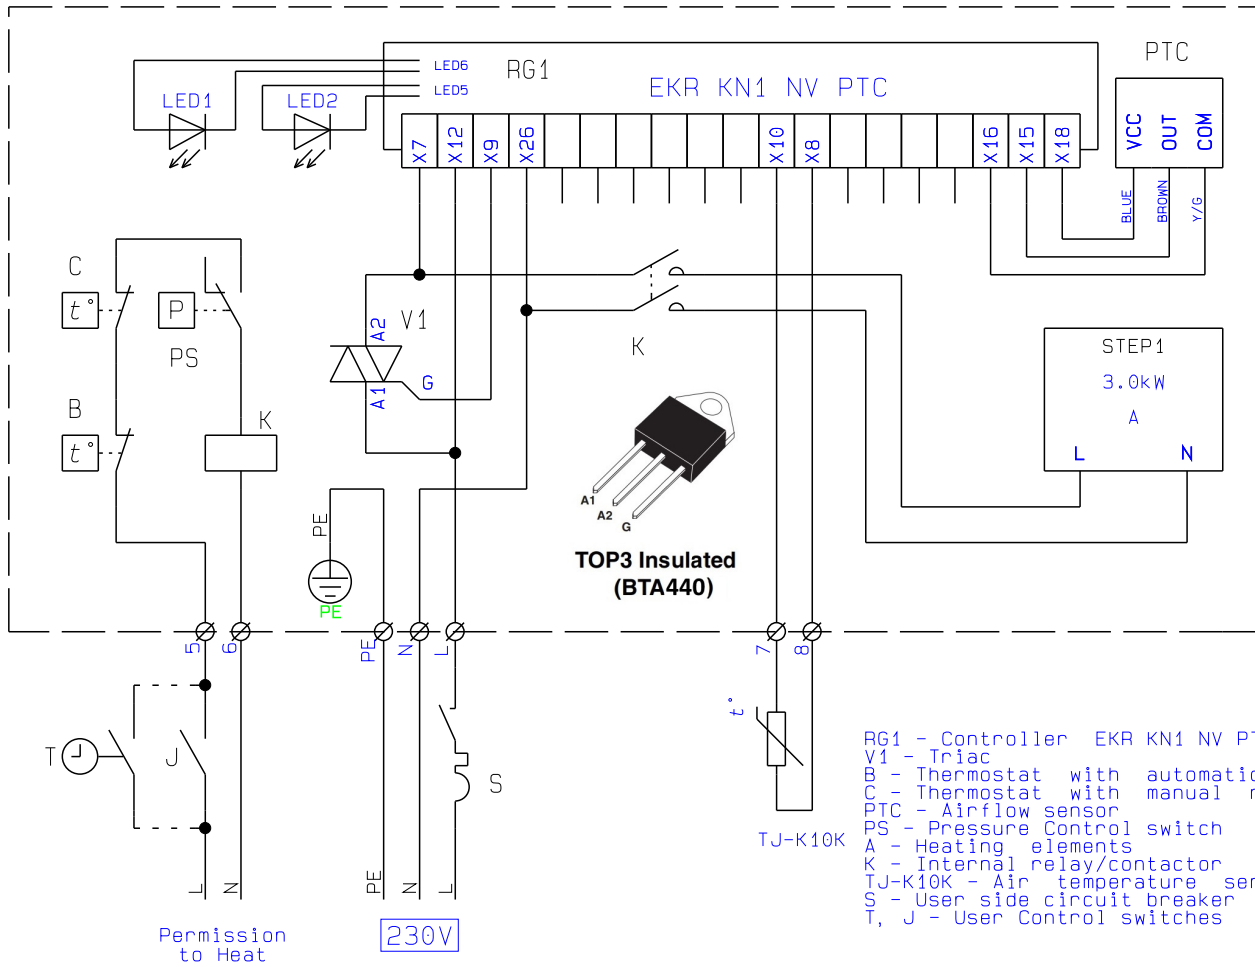 PTC
LED6
RG1
EKR KN1 NV PTC
LED5
LED1
LED2
X7
X12
X9
X26
X10
X8
X16
X15
X18
VCC
OUT
COM
BLUE
BROWN
Y/G
C
t°
P
PS
A2
V1
G
A1
K
STEP1
3.0kW
A
L
N
B
t°
K
A1
A2
G
PE
TOP3 Insulated
(BTA440)
PE
5
6
PE
N
L
7
8
t°
T
J
S
TJ-K10K
RG1 - Controller EKR KN1 NV
V1 - Triac
B - Thermostat with
C - Thermostat with manual
PTC - Airflow sensor
PS - Pressure Control switch
A - Heating elements
K - Internal relay/contactor
TJ-K10K - Air temperature
S - User side circuit breaker
T, J - User Control switches
L
N
PE
N
L
Permission
to Heat
230V